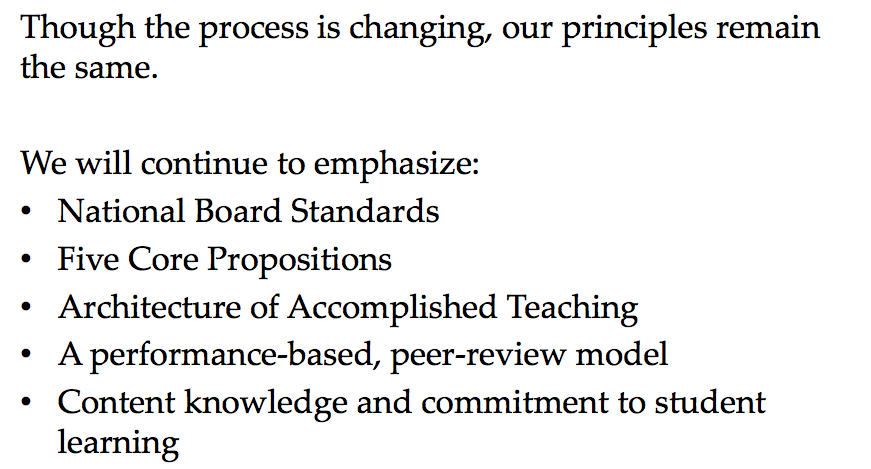 Though the process is changing, our principles remain
the same.
We will continue to emphasize:
• National Board Standards
• Five Core Propositions
• Architecture of Accomplished Teaching
• A performance-based, peer-review model
• Content knowledge and commitment to student
learning